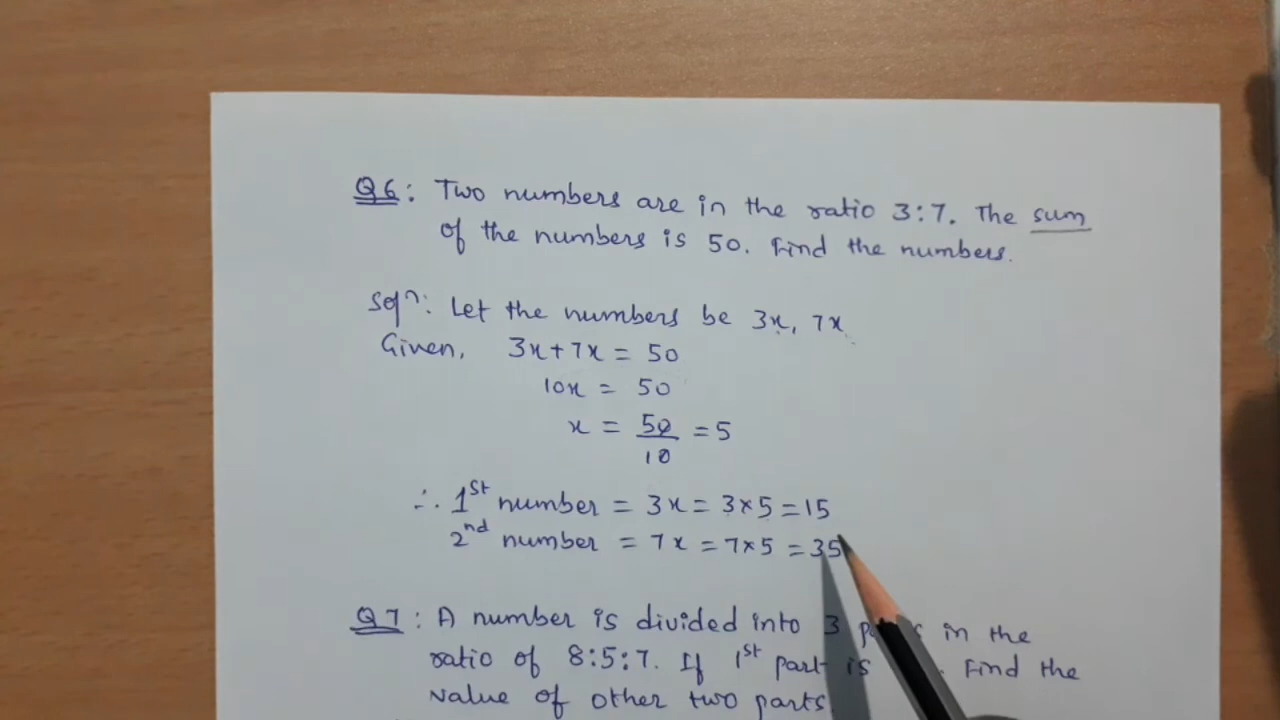 Q6: Two numbers are in the ratio 3:7. The sum
of the numbers is 50. Find the numbers.
Solⁿ: Let the numbers be 3x, 7x
Given, 3x+7x = 50
10x = 50
x = 50/10 = 5
∴ 1st number = 3x = 3×5 = 15
2nd number = 7x = 7×5 = 35
Q7: A number is divided into 3 in the
ratio of 8:5:7. If 1st part is Find the
value of other two parts